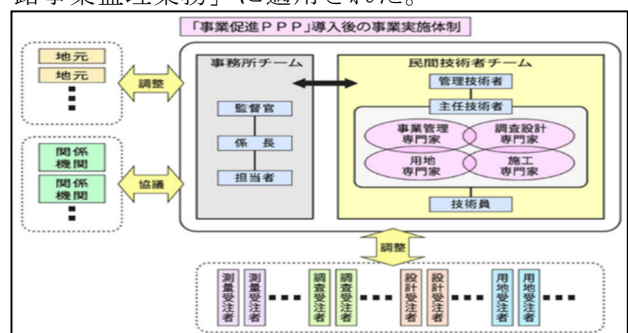 路事業監理業務」に適用された。
「事業促進ＰＰＰ」導入後の事業実施体制
地元
地元
調整
関係
機関
関係
機関
協議
事務所チーム
監督官
係　長
担当者
民間技術者チーム
管理技術者
主任技術者
事業管理
専門家
調査設計
専門家
用地
専門家
施工
専門家
技術員
調整
測量受注者
測量受注者
調査受注者
調査受注者
設計受注者
設計受注者
用地受注者
用地受注者